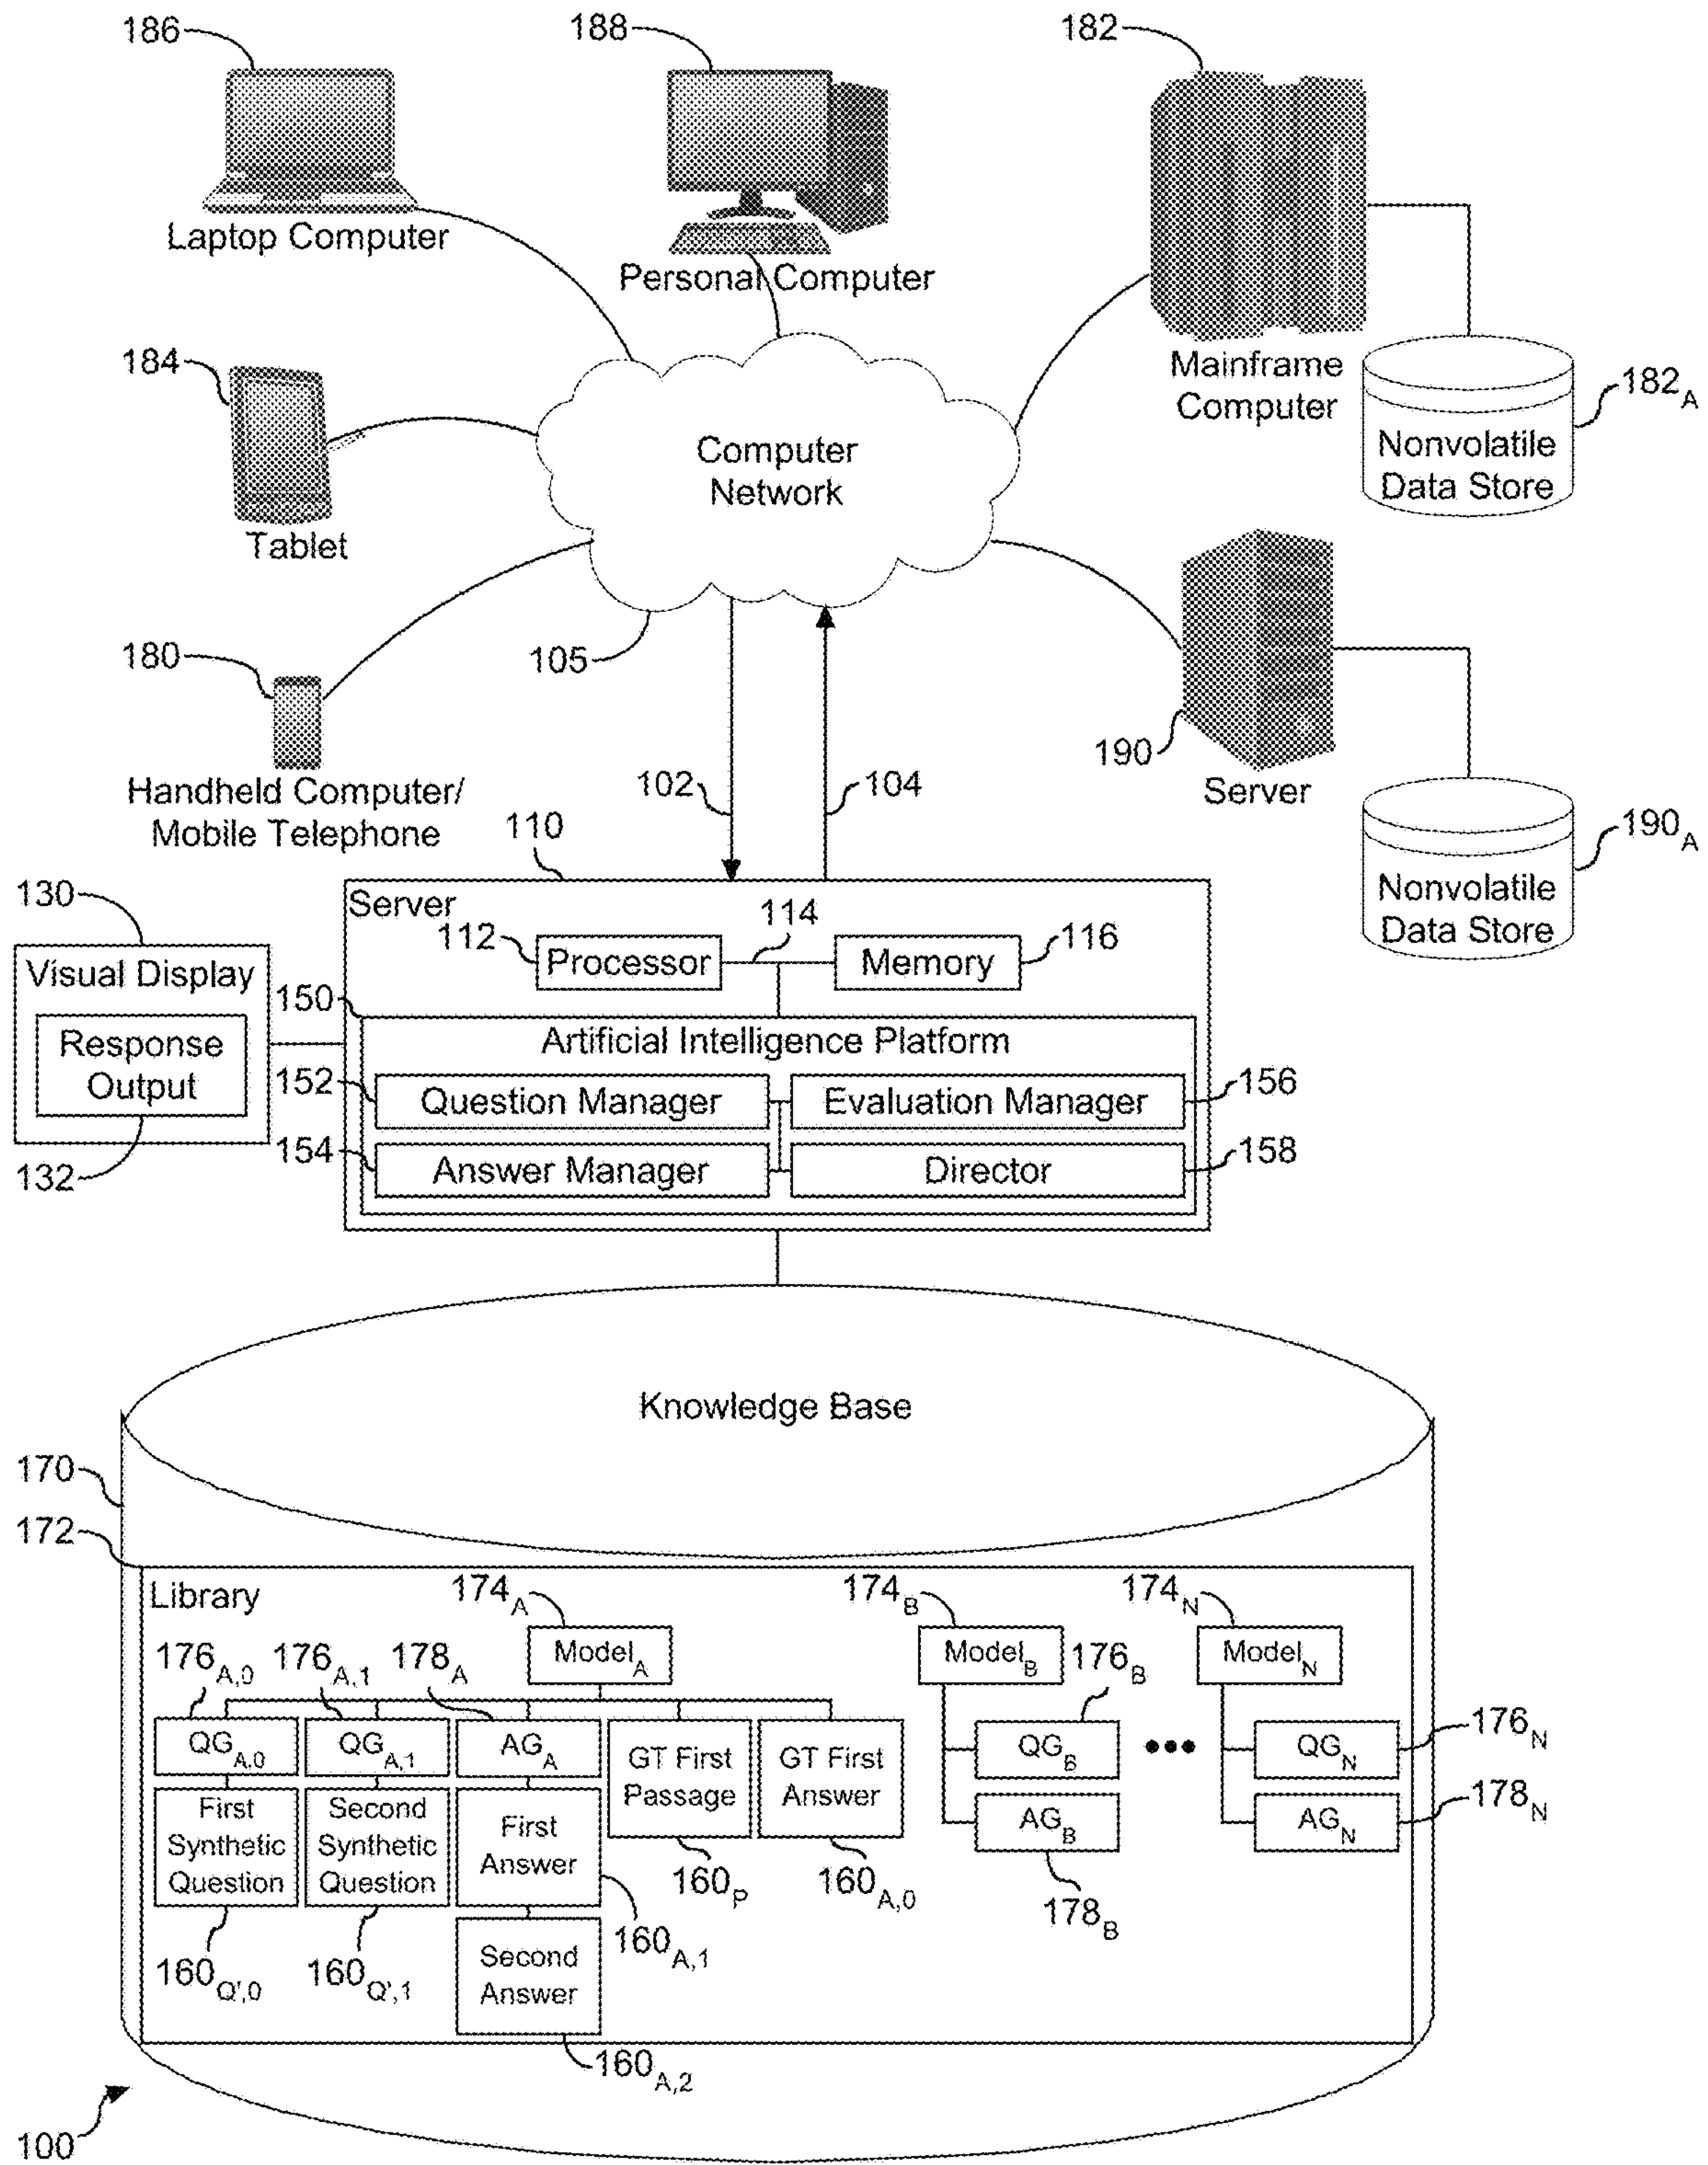 186
188
182
Laptop Computer
Personal Computer
Mainframe
Computer
182A
Nonvolatile
Data Store
184
Tablet
Computer
Network
180
105
Handheld Computer/
Mobile Telephone
190
Server
190A
Nonvolatile
Data Store
102
104
110
130
Visual Display
Response
Output
132
Server
112
Processor
114
Memory
116
150
Artificial Intelligence Platform
152
Question Manager
Evaluation Manager
156
154
Answer Manager
Director
158
Knowledge Base
170
172
Library
174A
174B
174N
ModelA
ModelB
ModelN
176A,0
176A,1
178A
176B
QGA,0
QGA,1
AGA
GT First
Passage
GT First
Answer
QGB
•••
QGN
176N
First
Synthetic
Question
Second
Synthetic
Question
First
Answer
AGB
AGN
178N
160P
160A,0
178B
160Q',0
160Q',1
160A,1
Second
Answer
160A,2
100